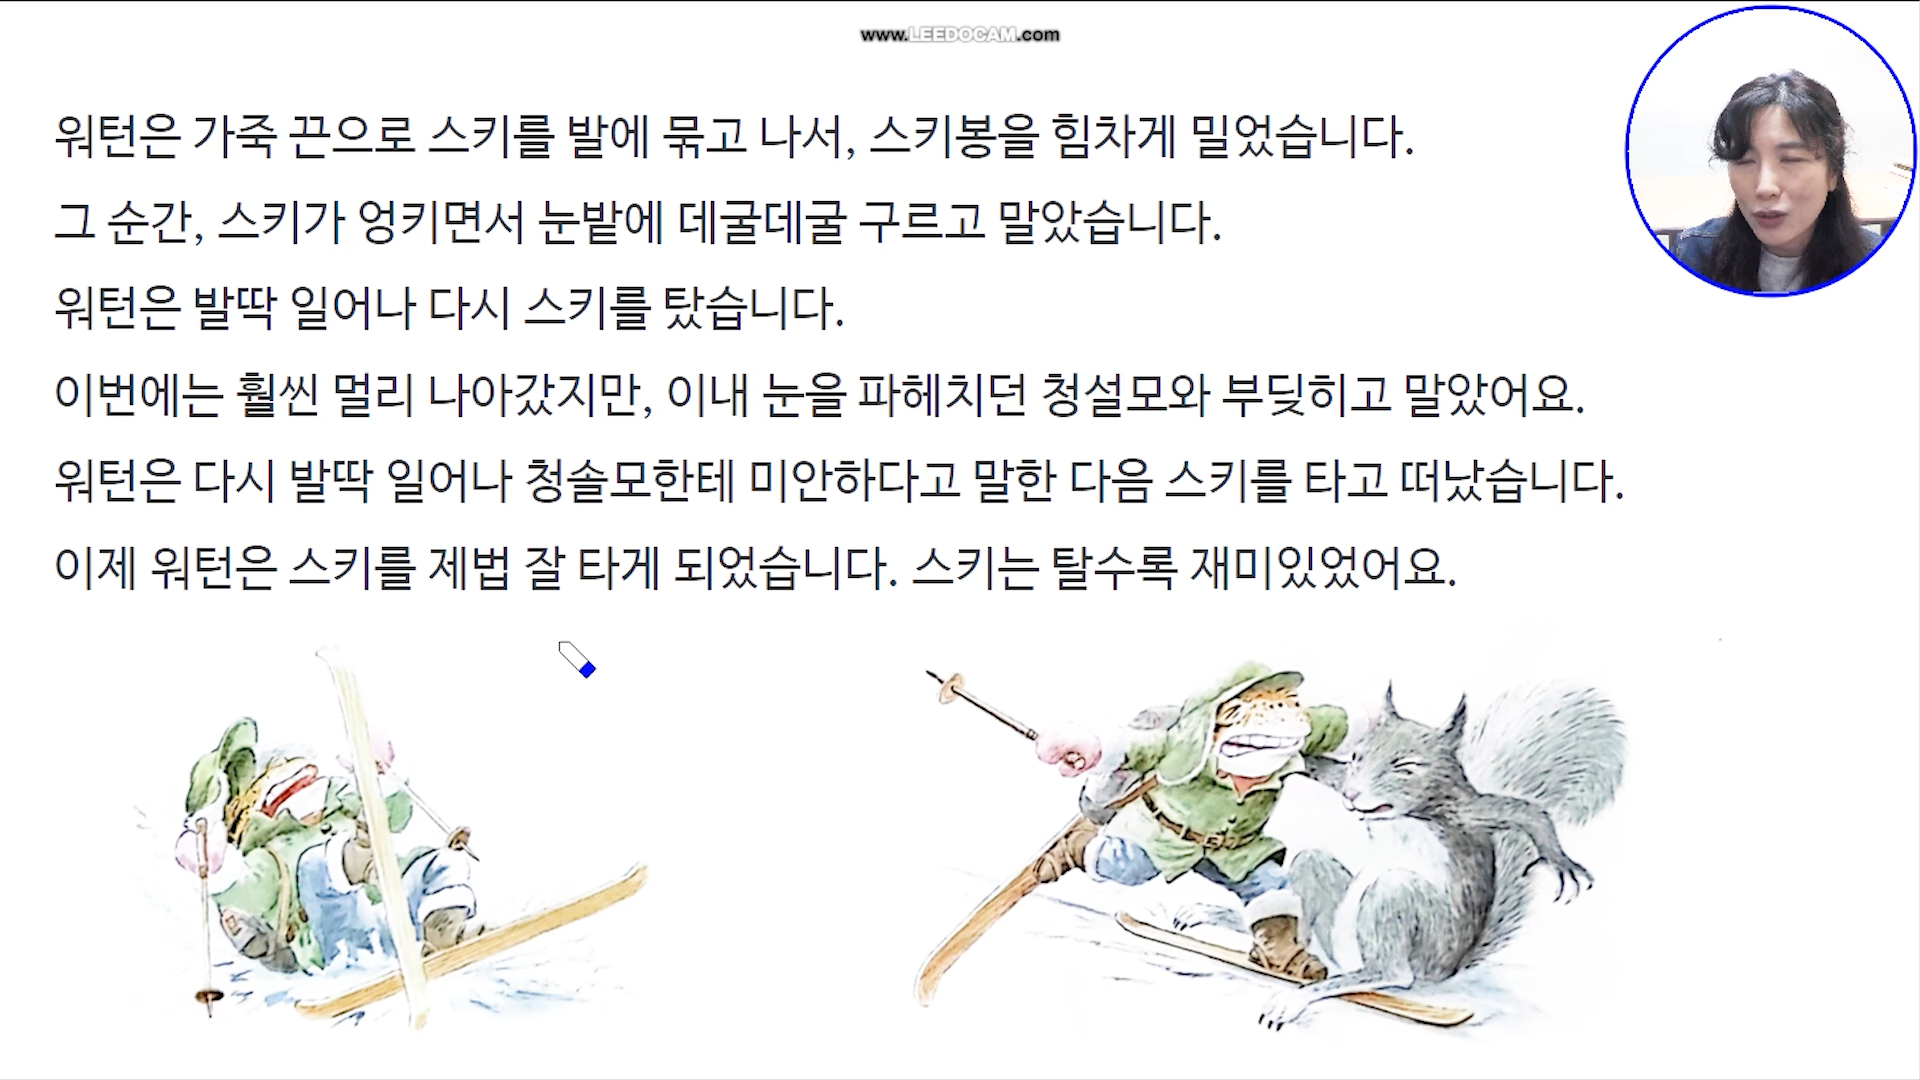 www.LEEDOCAM.com
워턴은 가죽 끈으로 스키를 발에 묶고 나서, 스키봉을 힘차게 밀었습니다.
그 순간, 스키가 엉키면서 눈밭에 데굴데굴 구르고 말았습니다.
워턴은 발딱 일어나 다시 스키를 탔습니다.
이번에는 훨씬 멀리 나아갔지만, 이내 눈을 파헤치던 청설모와 부딪히고 말았어요.
워턴은 다시 발딱 일어나 청솔모한테 미안하다고 말한 다음 스키를 타고 떠났습니다.
이제 워턴은 스키를 제법 잘 타게 되었습니다. 스키는 탈수록 재미있었어요.